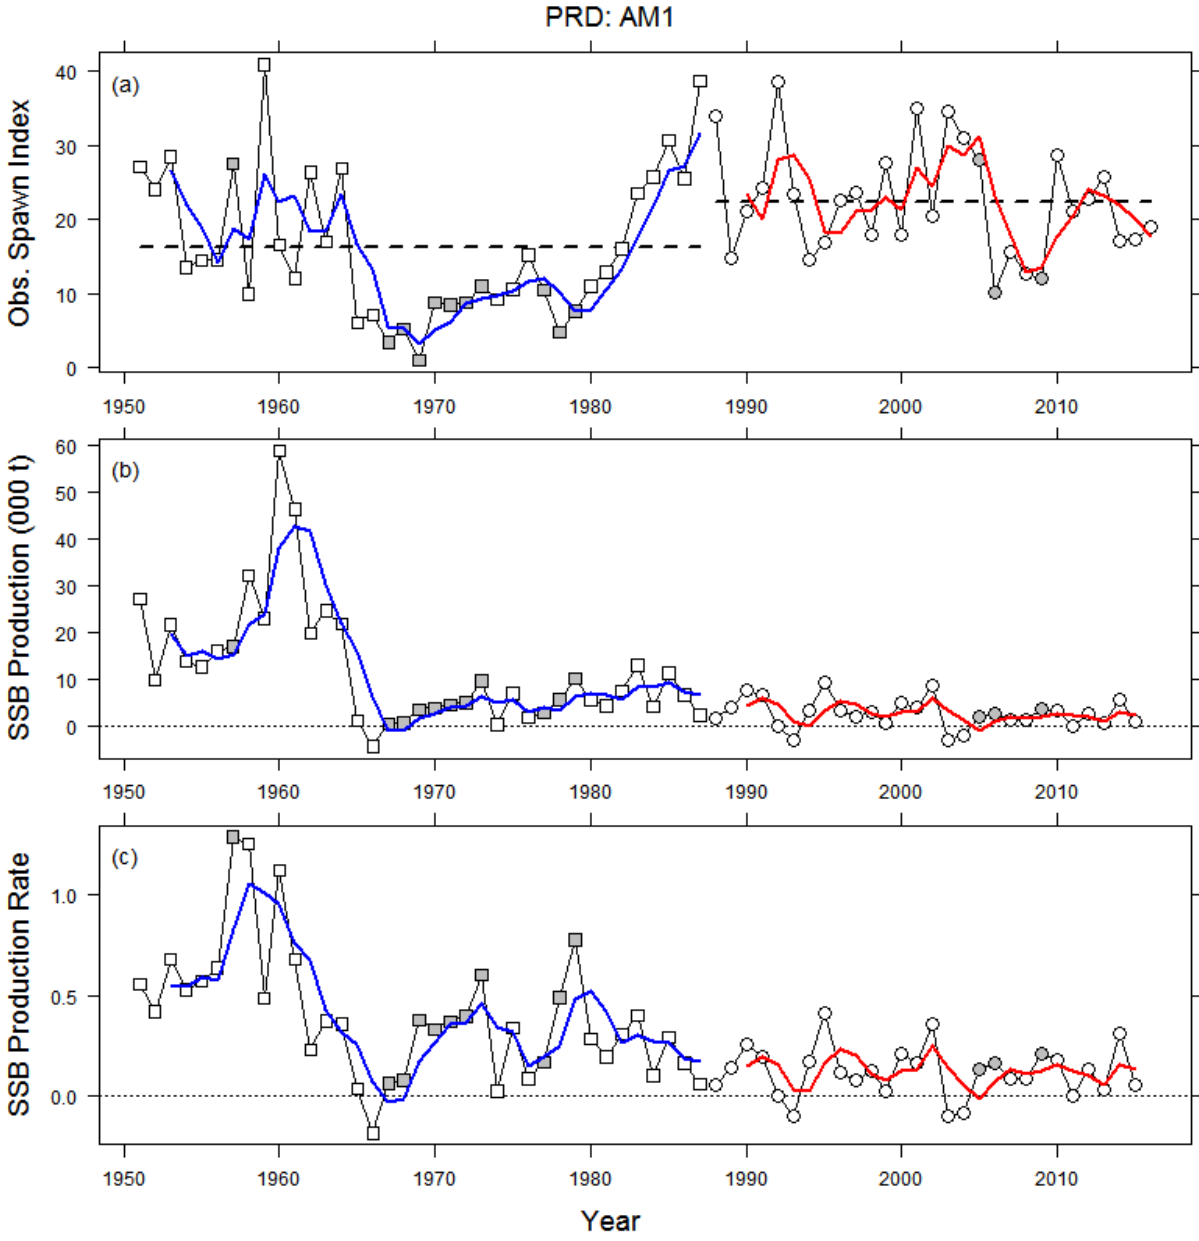 PRD: AM1
(a)
Obs. Spawn Index
40
30
20
10
0
1950 1960 1970 1980 1990 2000 2010
(b)
SSB Production (000 t)
60
50
40
30
20
10
0
1950 1960 1970 1980 1990 2000 2010
(c)
SSB Production Rate
1.0
0.5
0.0
1950 1960 1970 1980 1990 2000 2010
Year